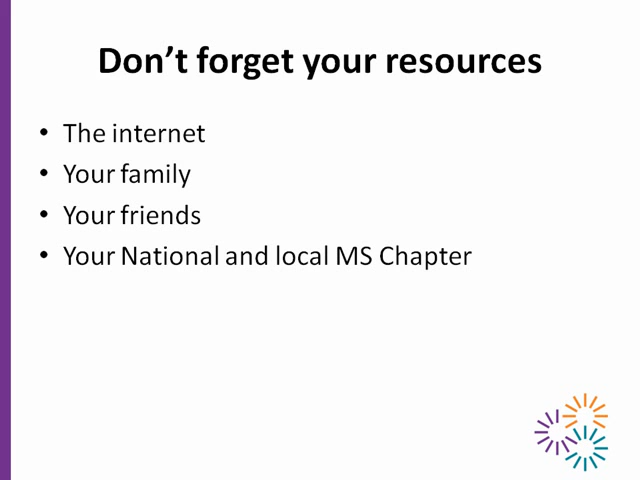 Don’t forget your resources
• The internet
• Your family
• Your friends
• Your National and local MS Chapter